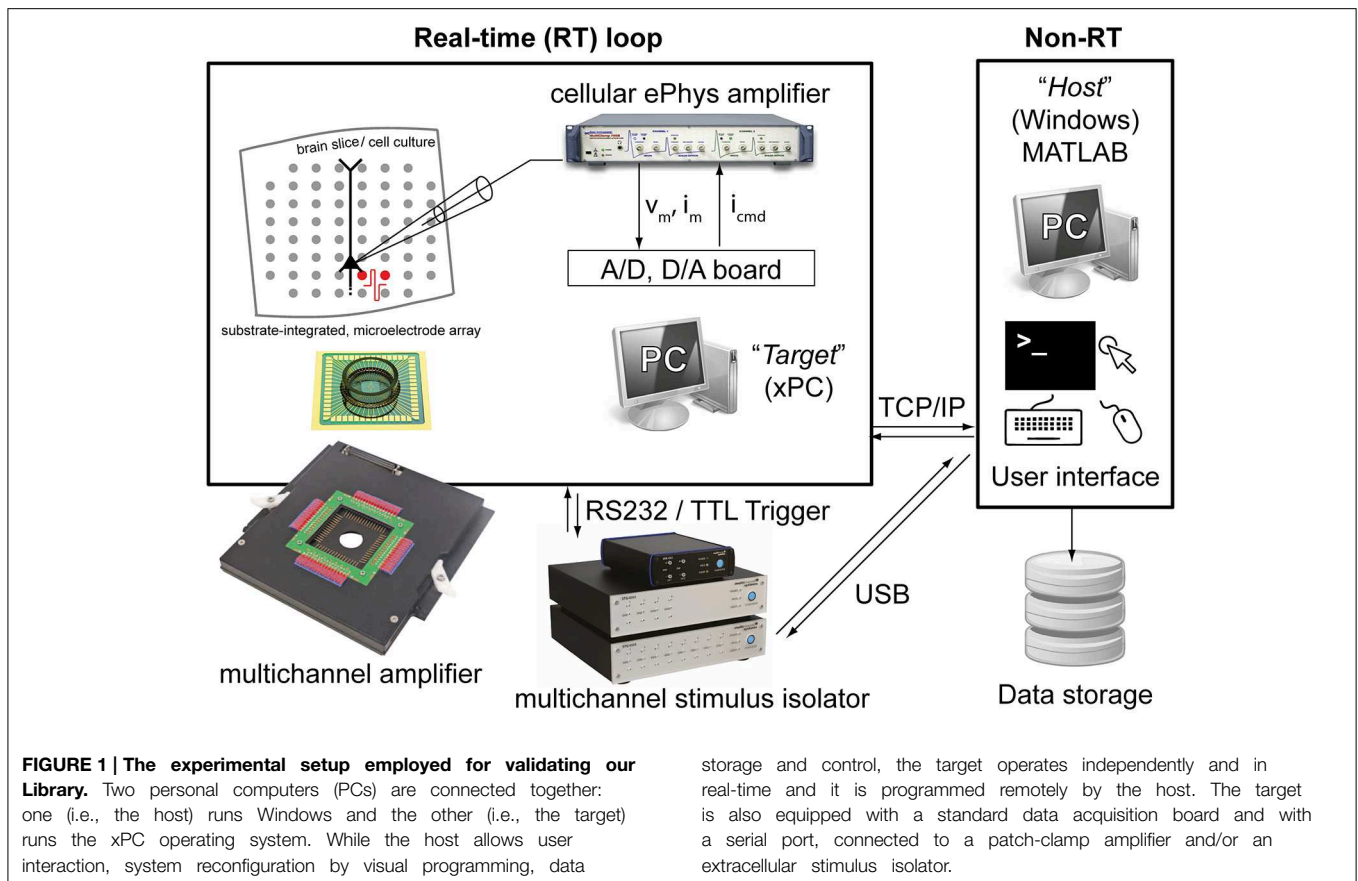 Real-time (RT) loop
Non-RT
cellular ePhys amplifier
brain slice/ cell culture
v_m, i_m
i_cmd
A/D, D/A board
substrate-integrated, microelectrode array
PC
"Target"
(xPC)
"Host"
(Windows)
MATLAB
PC
>_
User interface
TCP/IP
RS232 / TTL Trigger
USB
multichannel amplifier
multichannel stimulus isolator
Data storage
FIGURE 1 | The experimental setup employed for validating our
Library. Two personal computers (PCs) are connected together:
one (i.e., the host) runs Windows and the other (i.e., the target)
runs the xPC operating system. While the host allows user
interaction, system reconfiguration by visual programming, data
storage and control, the target operates independently and in
real-time and it is programmed remotely by the host. The target
is also equipped with a standard data acquisition board and with
a serial port, connected to a patch-clamp amplifier and/or an
extracellular stimulus isolator.